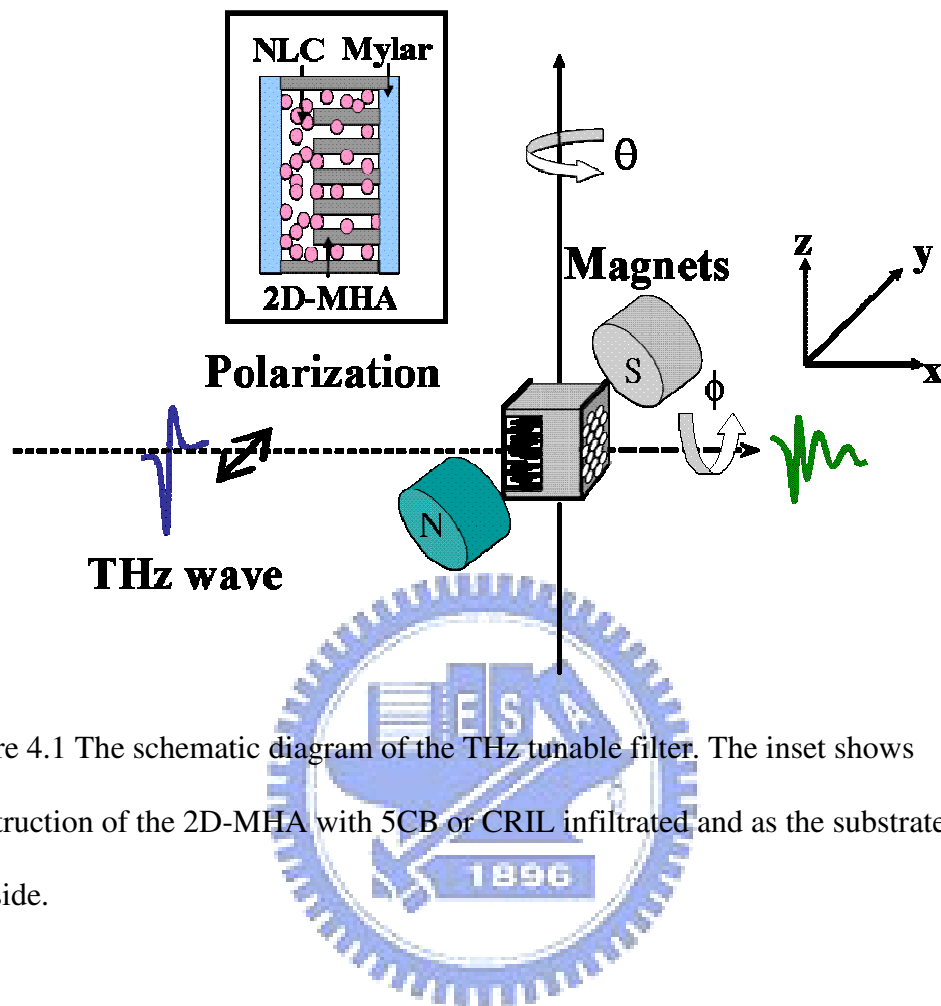 NLC Mylar
2D-MHA
θ
Magnets
z
y
x
S
ϕ
Polarization
N
THz wave
E S A
re 4.1 The schematic diagram of the THz tunable filter. The inset shows
truction of the 2D-MHA with 5CB or CRIL infiltrated and as the substrate
side.
1896